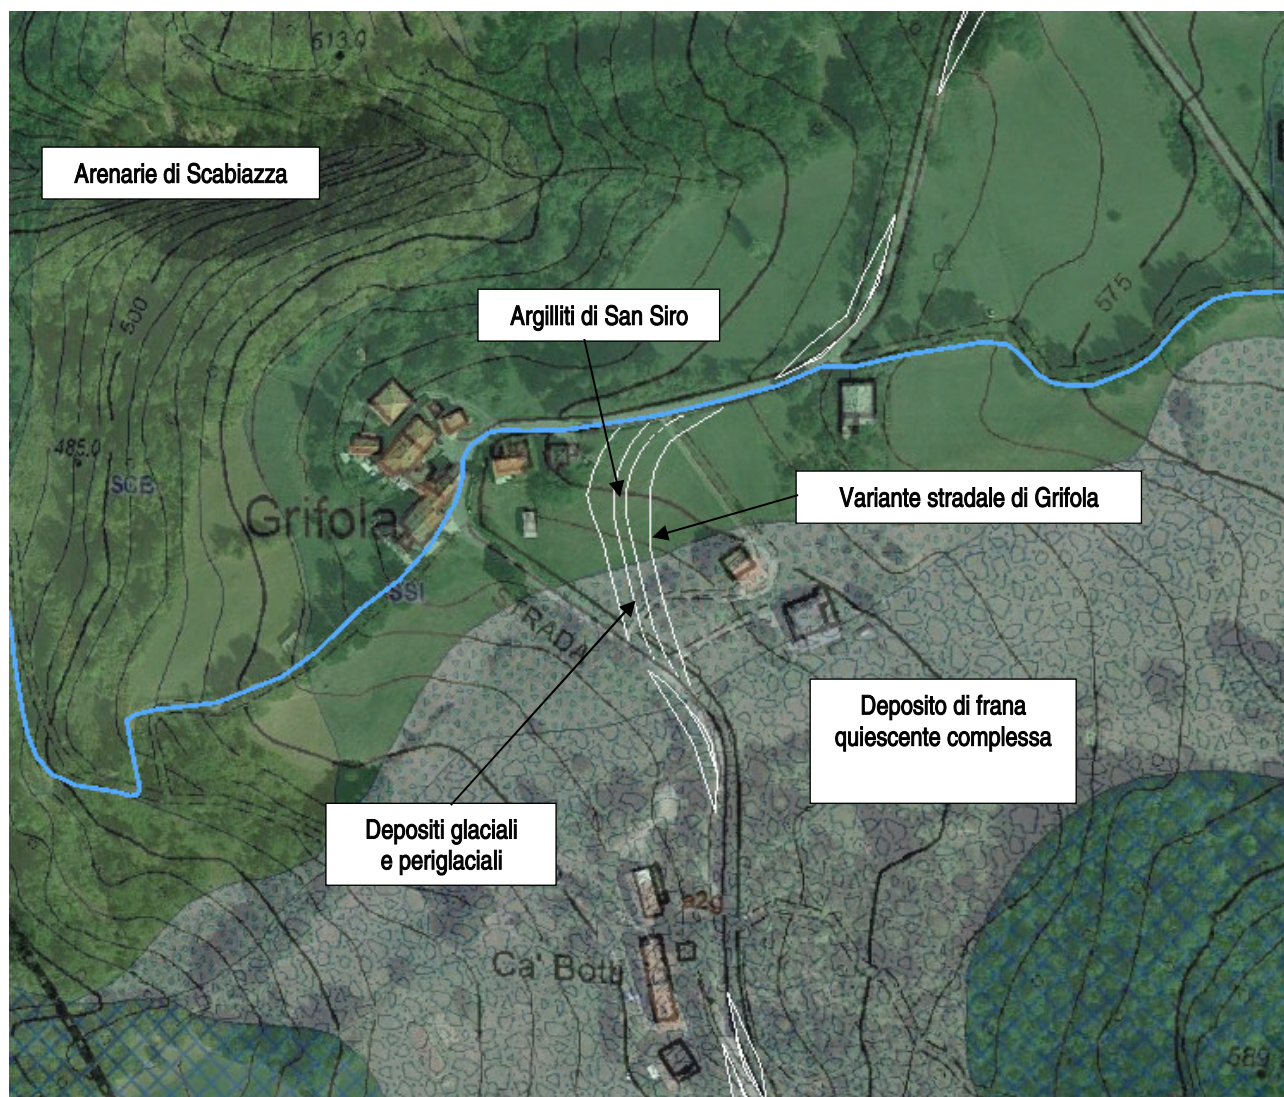 613.0
Arenarie di Scabiazza
575
500
Argilliti di San Siro
485.0
SCB
Variante stradale di Grifola
Grifola
SSI
STRADA
Deposito di frana
quiescente complessa
Depositi glaciali
e periglaciali
a2g
Ca' Botti
589